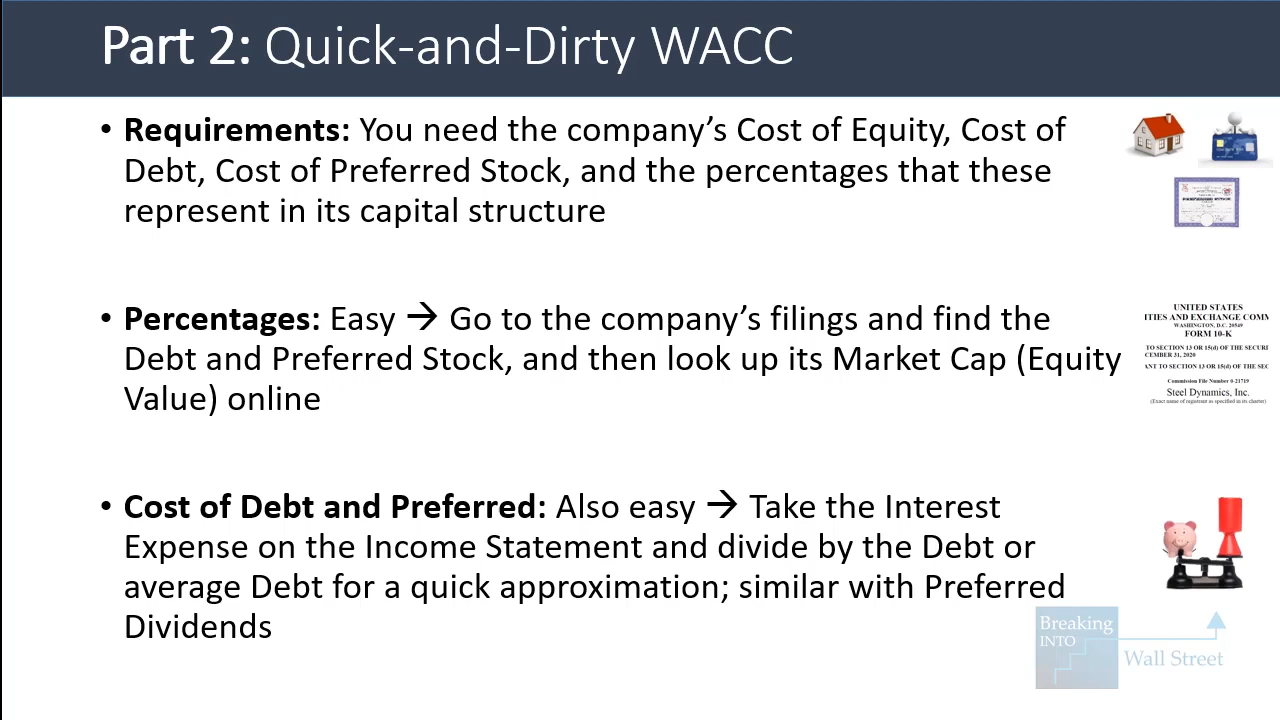 Part 2: Quick-and-Dirty WACC
• Requirements: You need the company’s Cost of Equity, Cost of
Debt, Cost of Preferred Stock, and the percentages that these
represent in its capital structure
• Percentages: Easy → Go to the company’s filings and find the
Debt and Preferred Stock, and then look up its Market Cap (Equity
Value) online
UNITED STATES
ITIES AND EXCHANGE COMM
WASHINGTON, D.C. 20549
FORM 10-K
TO SECTION 13 OR 15(d) OF THE SECURI
CEMBER 31, 2020
ANT TO SECTION 13 OR 15(d) OF THE SEC
Commission File Number 0-21719
Steel Dynamics, Inc.
(Exact name of registrant as specified in its charter)
• Cost of Debt and Preferred: Also easy → Take the Interest
Expense on the Income Statement and divide by the Debt or
average Debt for a quick approximation; similar with Preferred
Dividends
Breaking
INTO
Wall Street